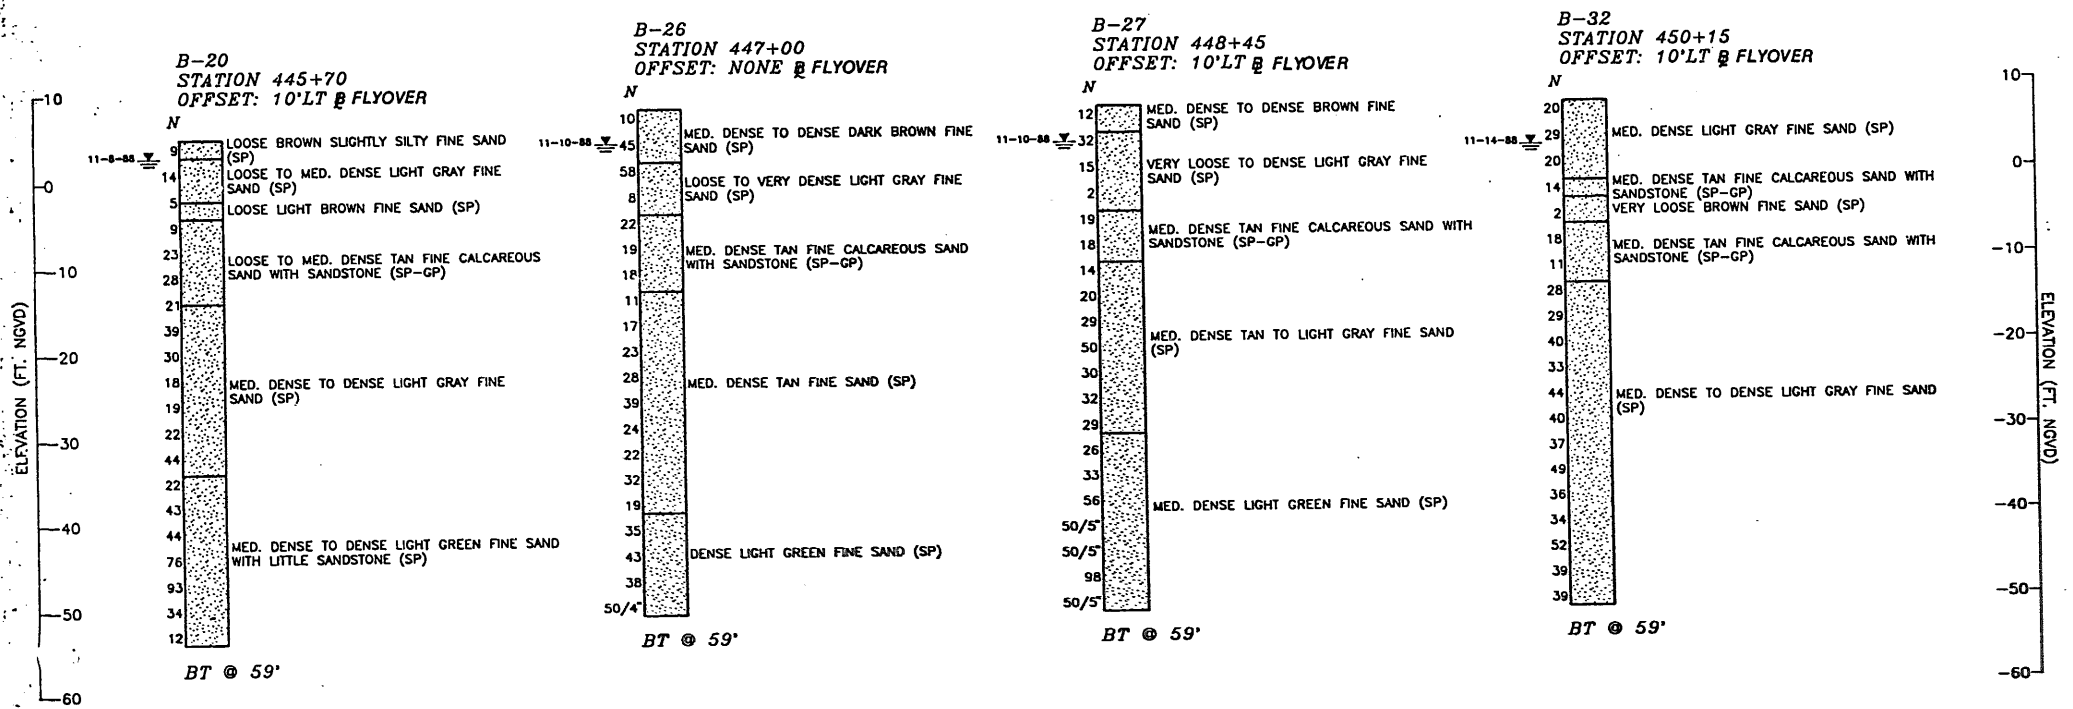 B-20
STATION 445+70
OFFSET: 10'LT ℄ FLYOVER
N
11-8-88
9
14
5
9
23
28
21
39
30
18
19
22
44
22
43
44
76
93
34
12
LOOSE BROWN SLIGHTLY SILTY FINE SAND
(SP)
LOOSE TO MED. DENSE LIGHT GRAY FINE
SAND (SP)
LOOSE LIGHT BROWN FINE SAND (SP)
LOOSE TO MED. DENSE TAN FINE CALCAREOUS
SAND WITH SANDSTONE (SP-GP)
MED. DENSE TO DENSE LIGHT GRAY FINE
SAND (SP)
MED. DENSE TO DENSE LIGHT GREEN FINE SAND
WITH LITTLE SANDSTONE (SP)
BT @ 59'
10
0
-10
-20
-30
-40
-50
-60
ELEVATION (FT. NGVD)
B-26
STATION 447+00
OFFSET: NONE ℄ FLYOVER
N
11-10-88
10
45
58
8
22
19
18
11
17
23
28
39
24
22
32
19
35
43
38
50/4"
MED. DENSE TO DENSE DARK BROWN FINE
SAND (SP)
LOOSE TO VERY DENSE LIGHT GRAY FINE
SAND (SP)
MED. DENSE TAN FINE CALCAREOUS SAND
WITH SANDSTONE (SP-GP)
MED. DENSE TAN FINE SAND (SP)
DENSE LIGHT GREEN FINE SAND (SP)
BT @ 59'
B-27
STATION 448+45
OFFSET: 10'LT ℄ FLYOVER
N
11-10-88
12
32
15
2
19
18
14
20
29
50
30
32
29
26
33
56
50/5"
50/5"
98
50/5"
MED. DENSE TO DENSE BROWN FINE
SAND (SP)
VERY LOOSE TO DENSE LIGHT GRAY FINE
SAND (SP)
MED. DENSE TAN FINE CALCAREOUS SAND WITH
SANDSTONE (SP-GP)
MED. DENSE TAN TO LIGHT GRAY FINE SAND
(SP)
MED. DENSE LIGHT GREEN FINE SAND (SP)
BT @ 59'
B-32
STATION 450+15
OFFSET: 10'LT ℄ FLYOVER
N
11-14-88
20
29
20
14
2
18
11
28
29
40
33
44
40
37
49
36
34
52
39
39
MED. DENSE LIGHT GRAY FINE SAND (SP)
MED. DENSE TAN FINE CALCAREOUS SAND WITH
SANDSTONE (SP-GP)
VERY LOOSE BROWN FINE SAND (SP)
MED. DENSE TAN FINE CALCAREOUS SAND WITH
SANDSTONE (SP-GP)
MED. DENSE TO DENSE LIGHT GRAY FINE SAND
(SP)
BT @ 59'
10
0
-10
-20
-30
-40
-50
-60
ELEVATION (FT. NGVD)